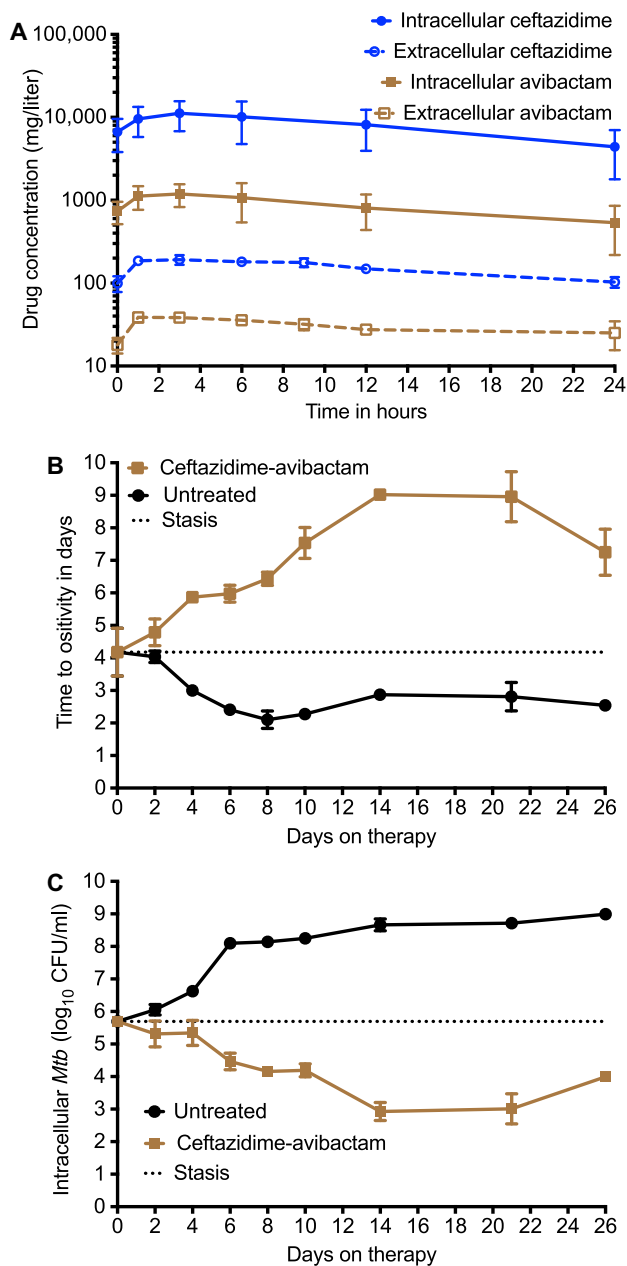 A
100,000
10,000
1000
100
10
Drug concentration (mg/liter)
Intracellular ceftazidime
Extracellular ceftazidime
Intracellular avibactam
Extracellular avibactam
0 2 4 6 8 10 12 14 16 18 20 22 24
Time in hours
B
10
9
8
7
6
5
4
3
2
1
0
Time to ositivity in days
Ceftazidime-avibactam
Untreated
Stasis
0 2 4 6 8 10 12 14 16 18 20 22 24 26
Days on therapy
C
10
9
8
7
6
5
4
3
2
1
0
Intracellular Mtb (log10 CFU/ml)
Untreated
Ceftazidime-avibactam
Stasis
0 2 4 6 8 10 12 14 16 18 20 22 24 26
Days on therapy